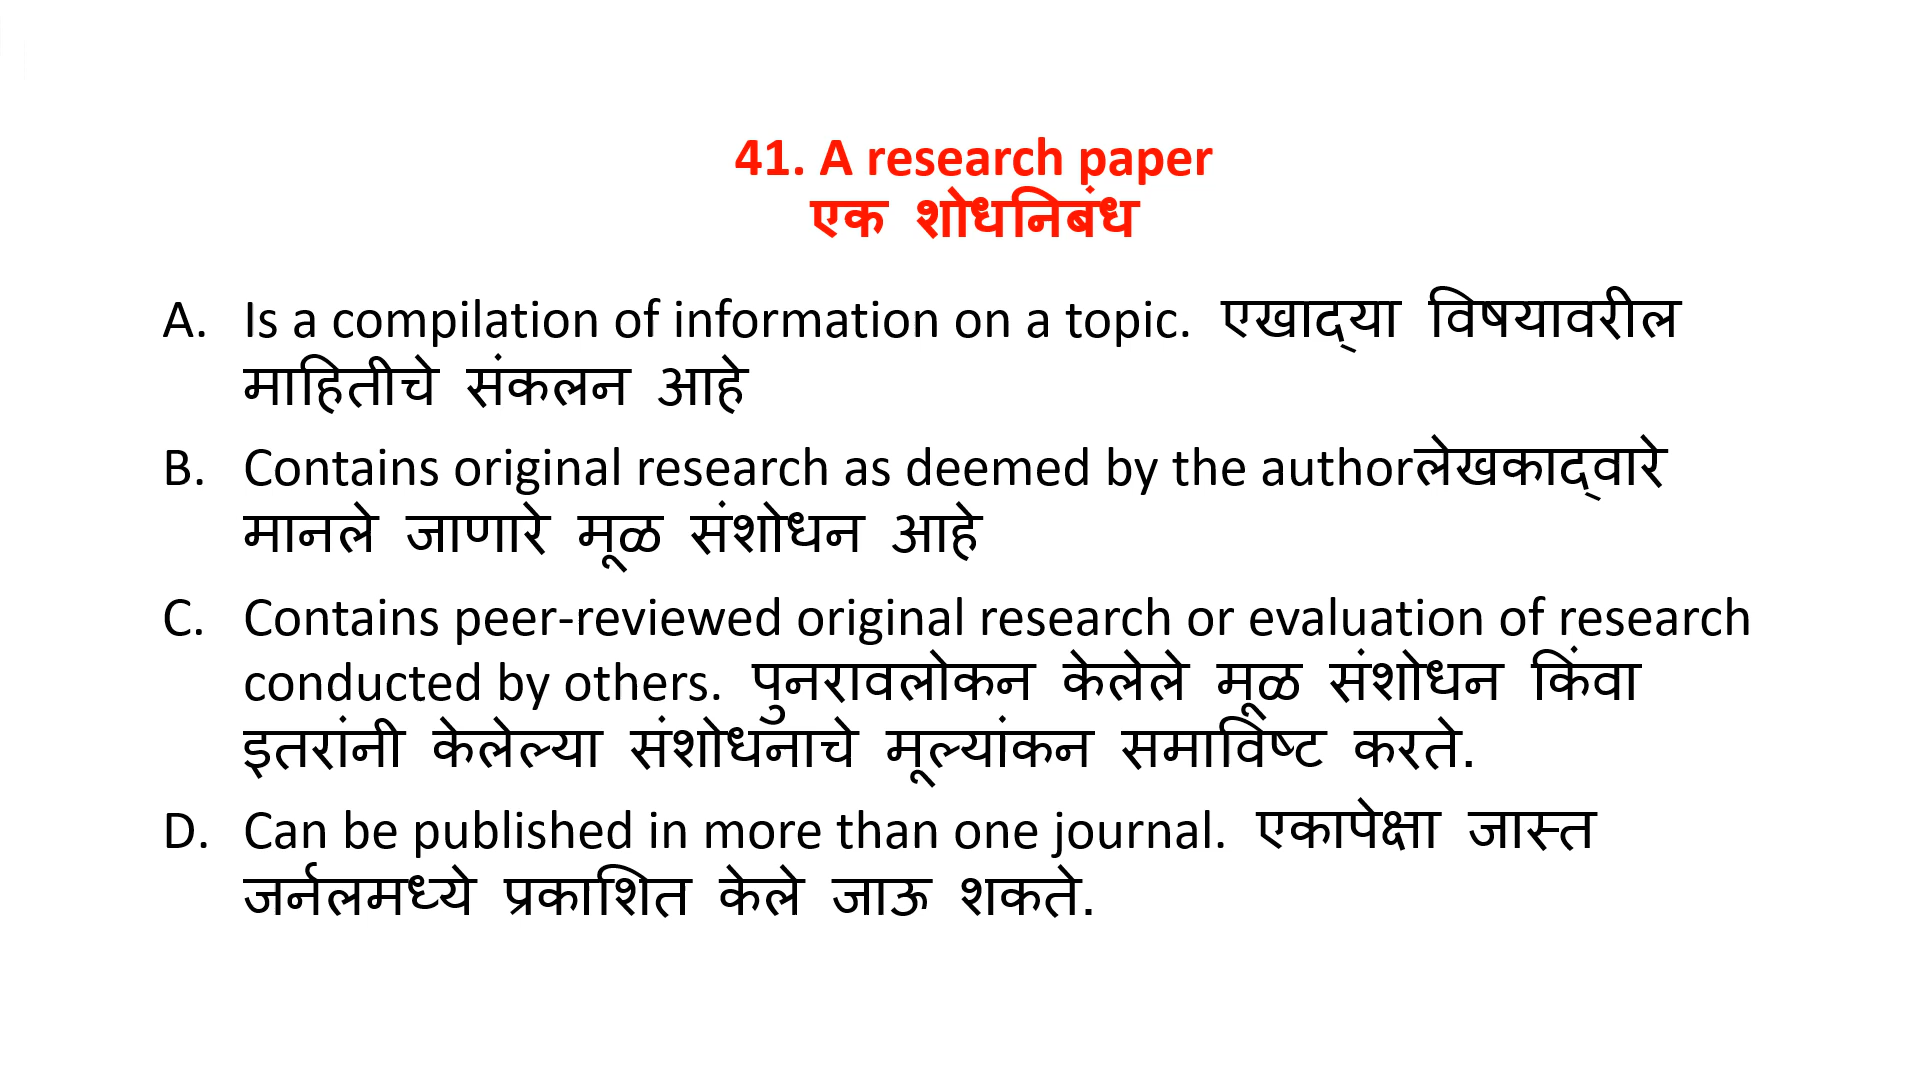 41. A research paper
एक शोधनिबंध
A. Is a compilation of information on a topic. एखाद्या विषयावरील
माहितीचे संकलन आहे
B. Contains original research as deemed by the authorलेखकाद्वारे
मानले जाणारे मूळ संशोधन आहे
C. Contains peer-reviewed original research or evaluation of research
conducted by others. पुनरावलोकन केलेले मूळ संशोधन किंवा
इतरांनी केलेल्या संशोधनाचे मूल्यांकन समाविष्ट करते.
D. Can be published in more than one journal. एकापेक्षा जास्त
जर्नलमध्ये प्रकाशित केले जाऊ शकते.